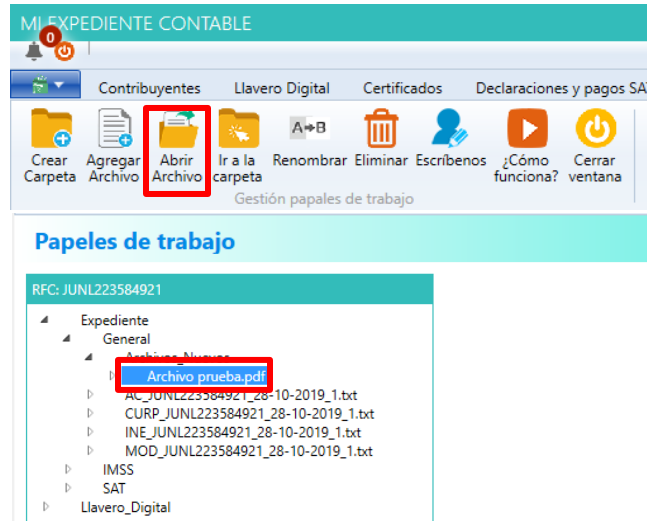 MI EXPEDIENTE CONTABLE
0
Contribuyentes Llavero Digital Certificados Declaraciones y pagos SA
Crear Carpeta
Agregar Archivo
Abrir Archivo
Ir a la carpeta
A B
Renombrar
Eliminar
Escríbenos
¿Cómo funciona?
Cerrar ventana
Gestión papales de trabajo
Papeles de trabajo
RFC: JUNL223584921
Expediente
General
Archivos_Nuevos
Archivo prueba.pdf
AC_JUNL223584921_28-10-2019_1.txt
CURP_JUNL223584921_28-10-2019_1.txt
INE_JUNL223584921_28-10-2019_1.txt
MOD_JUNL223584921_28-10-2019_1.txt
IMSS
SAT
Llavero_Digital